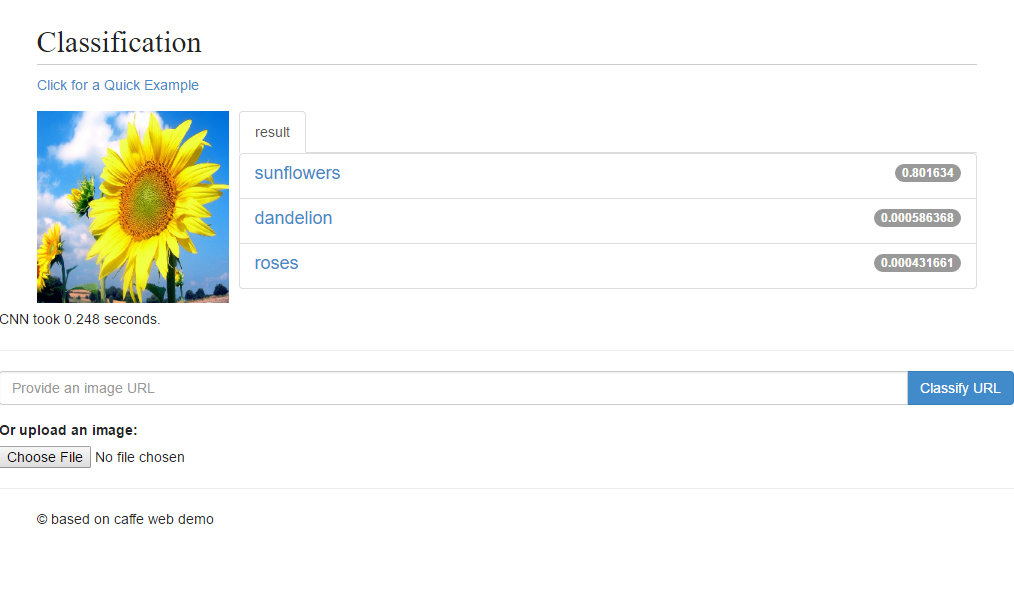 Classification
Click for a Quick Example
result
sunflowers 0.801634
dandelion 0.000586368
roses 0.000431661
CNN took 0.248 seconds.
Provide an image URL Classify URL
Or upload an image:
Choose File No file chosen
© based on caffe web demo